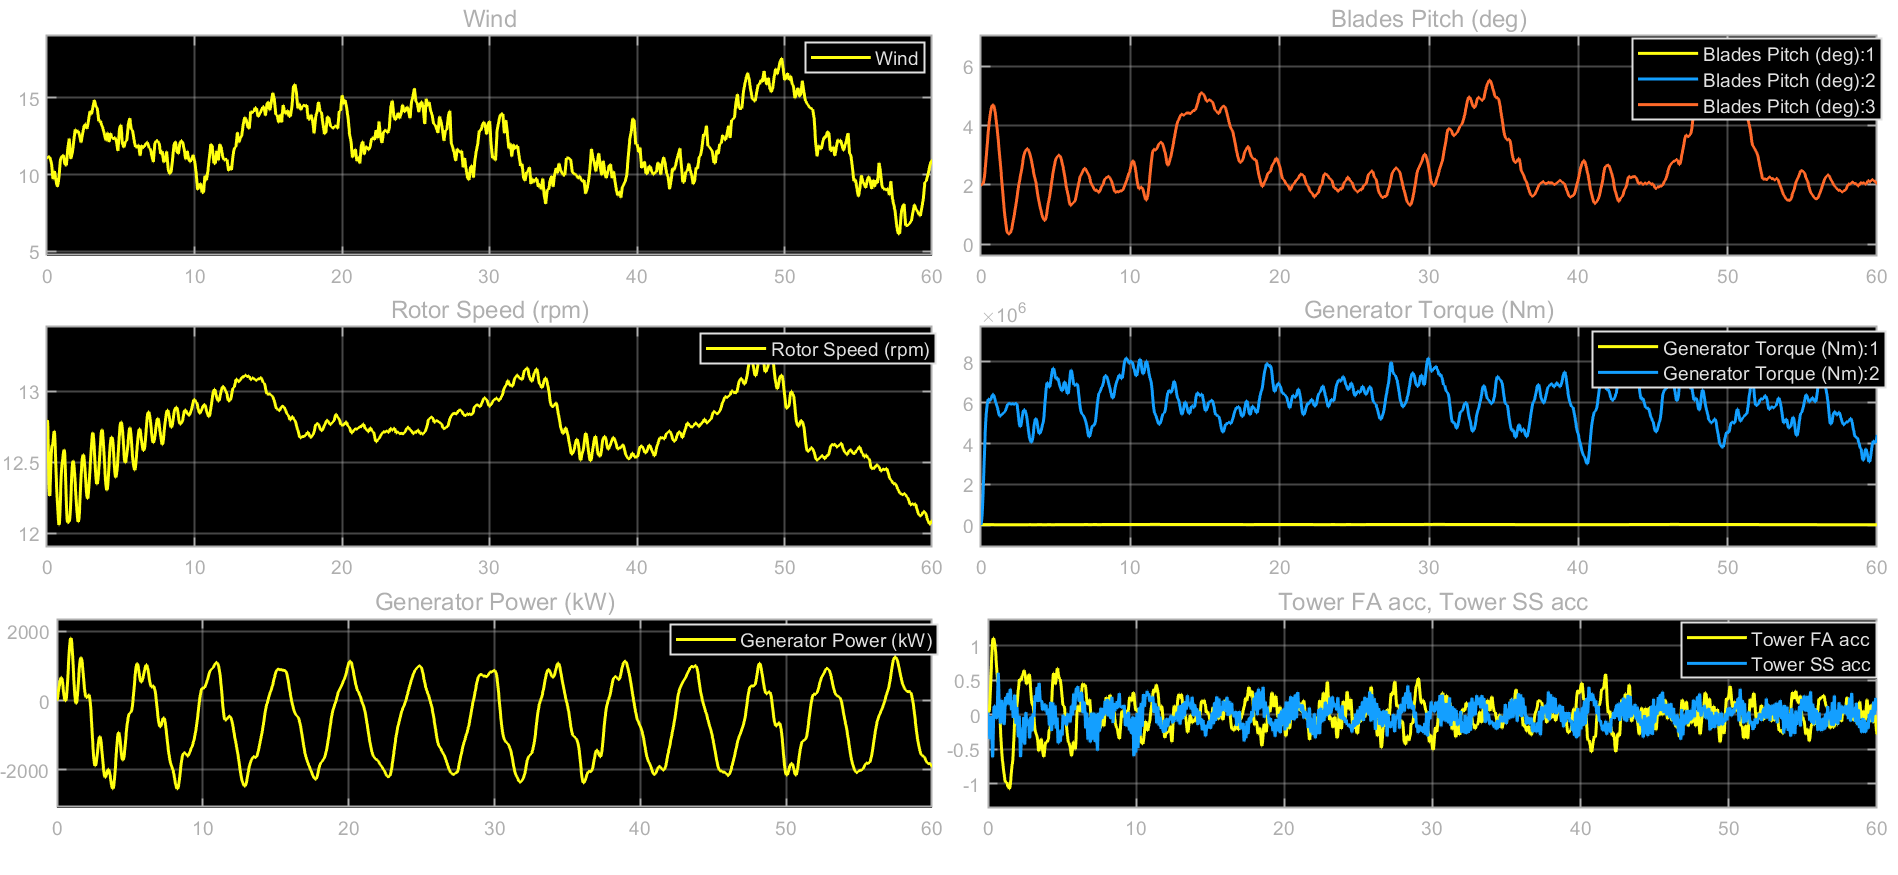 Wind
Wind
15
10
5
0 10 20 30 40 50 60
Blades Pitch (deg)
Blades Pitch (deg):1
Blades Pitch (deg):2
Blades Pitch (deg):3
6
4
2
0
0 10 20 30 40 50 60
Rotor Speed (rpm)
Rotor Speed (rpm)
13
12.5
12
0 10 20 30 40 50 60
Generator Torque (Nm)
×10⁶
Generator Torque (Nm):1
Generator Torque (Nm):2
8
6
4
2
0
0 10 20 30 40 50 60
Generator Power (kW)
Generator Power (kW)
2000
0
-2000
0 10 20 30 40 50 60
Tower FA acc, Tower SS acc
Tower FA acc
Tower SS acc
1
0.5
0
-0.5
-1
0 10 20 30 40 50 60